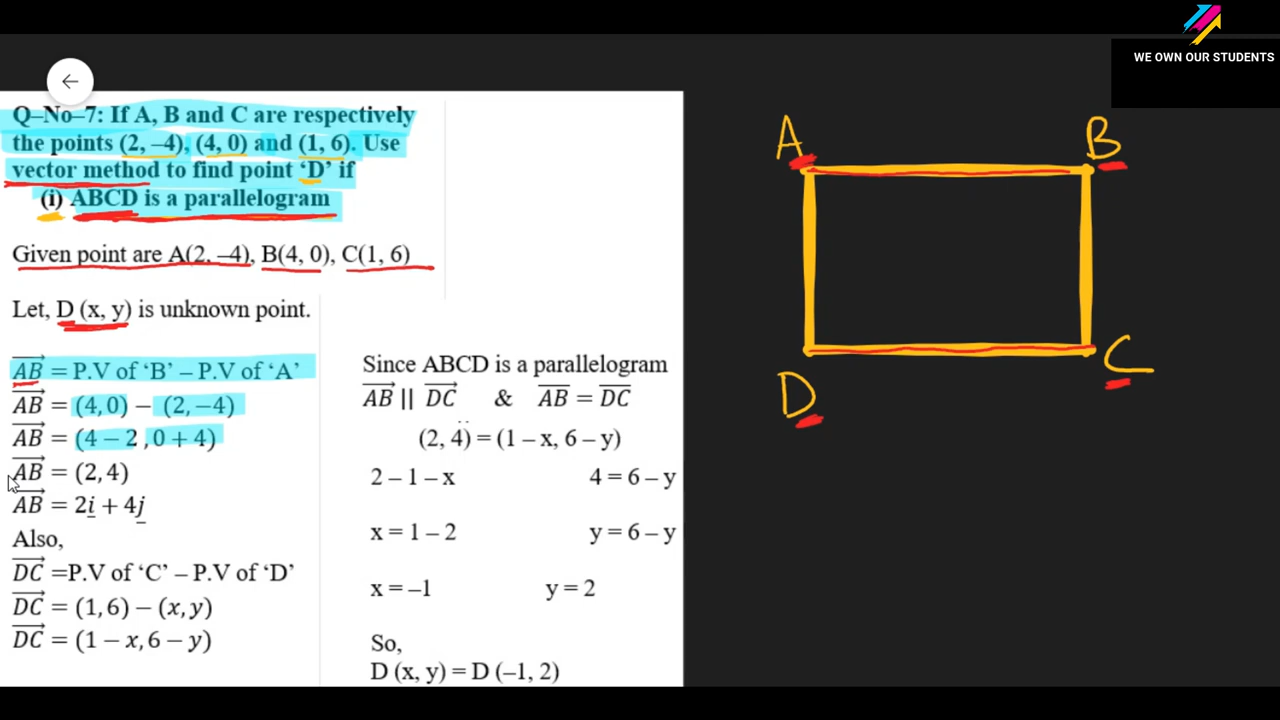 WE OWN OUR STUDENTS
Q–No–7: If A, B and C are respectively
the points (2, –4), (4, 0) and (1, 6). Use
vector method to find point ‘D’ if
(i) ABCD is a parallelogram
Given point are A(2, –4), B(4, 0), C(1, 6)
Let, D (x, y) is unknown point.
AB = P.V of ‘B’ – P.V of ‘A’
AB = (4, 0) – (2, –4)
AB = (4 – 2 ,0 + 4)
AB = (2, 4)
AB = 2i + 4j
Also,
DC =P.V of ‘C’ – P.V of ‘D’
DC = (1, 6) – (x, y)
DC = (1 – x, 6 – y)
Since ABCD is a parallelogram
AB || DC & AB = DC
(2, 4) = (1 – x, 6 – y)
2 – 1 – x 4 = 6 – y
x = 1 – 2 y = 6 – y
x = –1 y = 2
So,
D (x, y) = D (–1, 2)
A B
D C